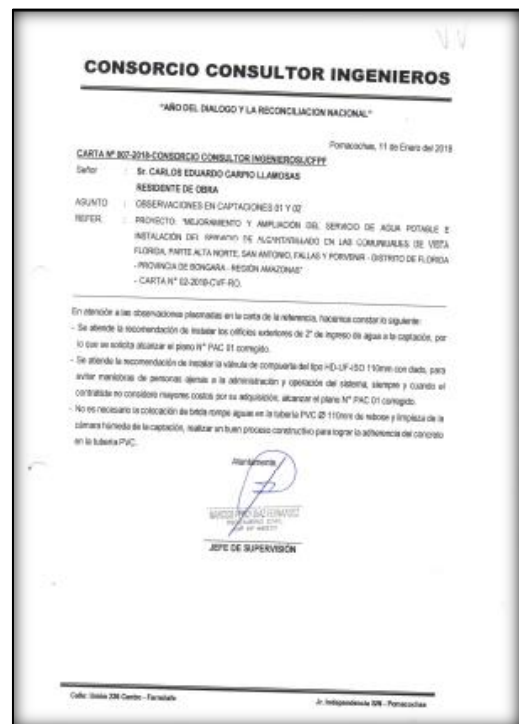 CONSORCIO CONSULTOR INGENIEROS
"AÑO DEL DIALOGO Y LA RECONCILIACION NACIONAL"
Pomacochas, 11 de Enero del 2018
CARTA Nº 007-2018-CONSORCIO CONSULTOR INGENIEROS/JCFPF
Señor : Sr. CARLOS EDUARDO CARPIO LLAMOSAS
RESIDENTE DE OBRA
ASUNTO : OBSERVACIONES EN CAPTACIONES 01 Y 02
REFER. : PROYECTO: "MEJORAMIENTO Y AMPLIACIÓN DEL SERVICIO DE AGUA POTABLE E
INSTALACIÓN DEL SERVICIO DE ALCANTARILLADO EN LAS COMUNIDADES DE VISTA
FLORIDA, PARTE ALTA NORTE, SAN ANTONIO, FALLAS Y PORVENIR - DISTRITO DE FLORIDA
- PROVINCIA DE BONGARA - REGIÓN AMAZONAS"
- CARTA N° 02-2018-CVF-RO.
En atención a las observaciones plasmadas en la carta de la referencia, hacemos constar lo siguiente:
- Se atiende la recomendación de instalar los orificios exteriores de 2" de ingreso de agua a la captación, por
lo que se solicita alcanzar el plano N° PAC 01 corregido.
- Se atiende la recomendación de instalar la válvula de compuerta del tipo HD-UF-ISO 110mm con dado, para
evitar maniobras de personas ajenas a la administración y operación del sistema, siempre y cuando el
contratista no considere mayores costos por su adquisición, alcanzar el plano N° PAC 01 corregido.
- No es necesario la colocación de brida rompe aguas en la tubería PVC Ø 110mm de rebose y limpieza de la
cámara húmeda de la captación, realizar un buen proceso constructivo para lograr la adherencia del concreto
en la tubería PVC.
Atentamente,
INGENIERO CIVIL
JEFE DE SUPERVISIÓN
Calle: Unión 236 Centro -
Jr. Independencia S/N - Pomacochas